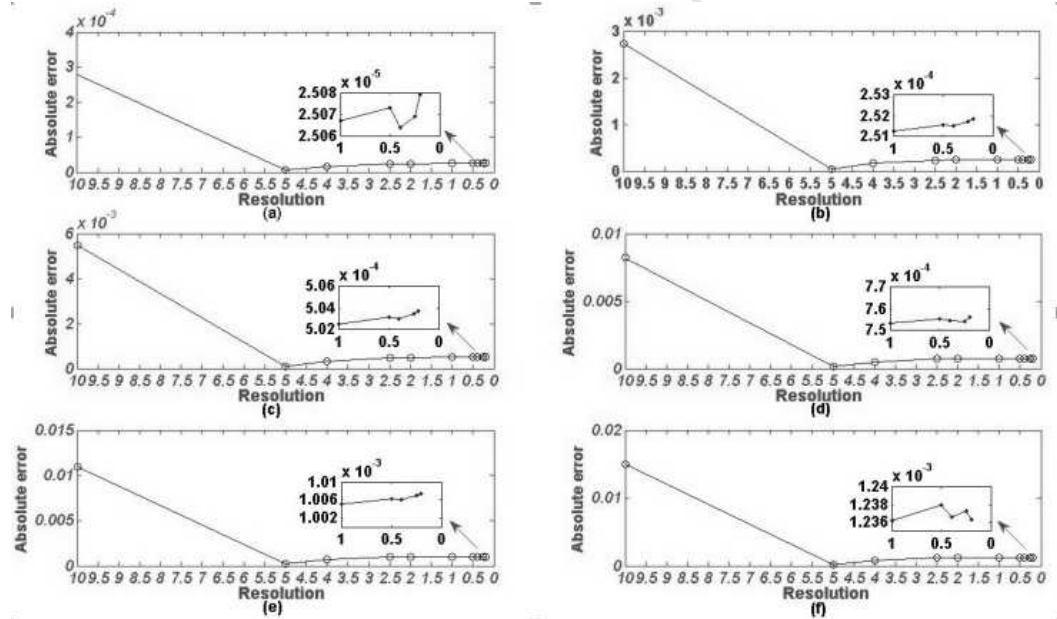 x 10^-4
4
3
2
1
0
Absolute error
x 10^-5
2.508
2.507
2.506
1 0.5 0
10 9.5 9 8.5 8 7.5 7 6.5 6 5.5 5 4.5 4 3.5 3 2.5 2 1.5 1 0.5 0
Resolution
(a)
x 10^-3
3
2
1
0
Absolute error
x 10^-4
2.53
2.52
2.51
1 0.5 0
10 9.5 9 8.5 8 7.5 7 6.5 6 5.5 5 4.5 4 3.5 3 2.5 2 1.5 1 0.5 0
Resolution
(b)
x 10^-3
6
4
2
0
Absolute error
x 10^-4
5.06
5.04
5.02
1 0.5 0
10 9.5 9 8.5 8 7.5 7 6.5 6 5.5 5 4.5 4 3.5 3 2.5 2 1.5 1 0.5 0
Resolution
(c)
0.01
0.005
0
Absolute error
x 10^-4
7.7
7.6
7.5
1 0.5 0
10 9.5 9 8.5 8 7.5 7 6.5 6 5.5 5 4.5 4 3.5 3 2.5 2 1.5 1 0.5 0
Resolution
(d)
0.015
0.01
0.005
0
Absolute error
x 10^-3
1.01
1.006
1.002
1 0.5 0
10 9.5 9 8.5 8 7.5 7 6.5 6 5.5 5 4.5 4 3.5 3 2.5 2 1.5 1 0.5 0
Resolution
(e)
0.02
0.01
0
Absolute error
x 10^-3
1.24
1.238
1.236
1 0.5 0
10 9.5 9 8.5 8 7.5 7 6.5 6 5.5 5 4.5 4 3.5 3 2.5 2 1.5 1 0.5 0
Resolution
(f)